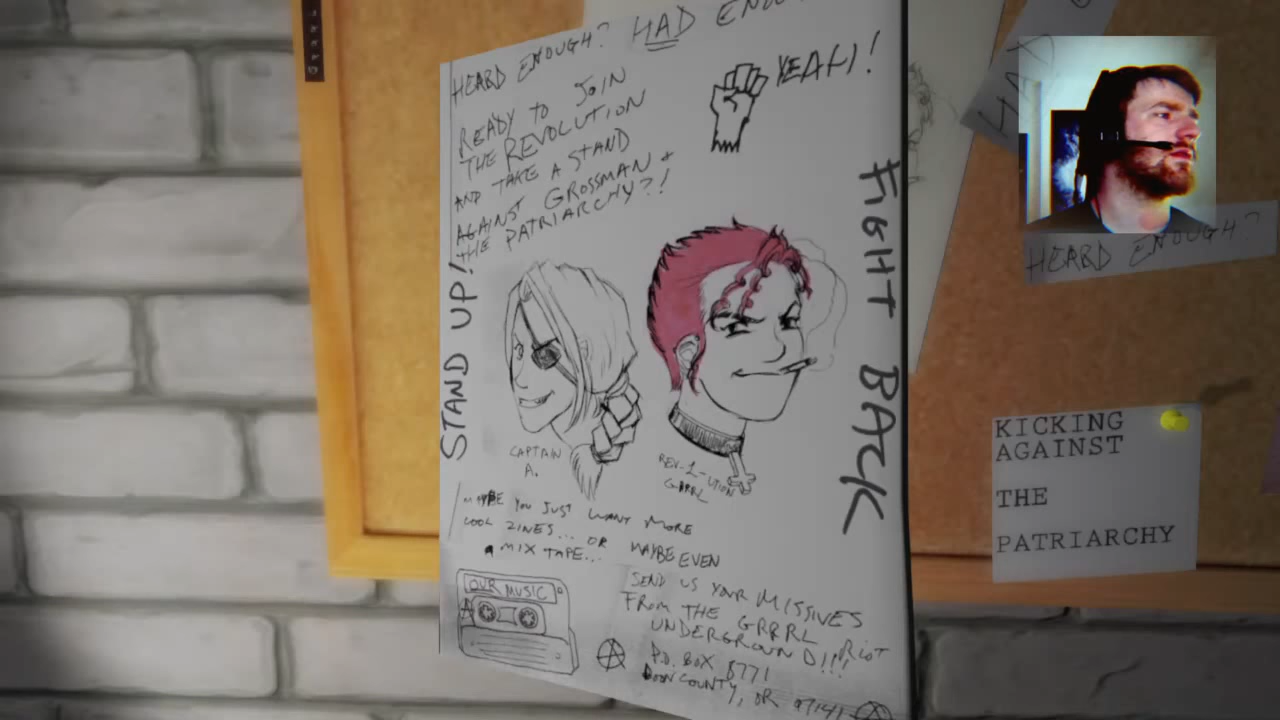 HEARD ENOUGH? HAD
YEAH!
READY TO JOIN
THE REVOLUTION
AND TAKE A STAND
AGAINST GROSSMAN +
THE PATRIARCHY?!
STAND UP!
FIGHT BACK
CAPTAIN
A.
REV-1-UTION
GRRRL
MAYBE YOU JUST WANT MORE
COOL ZINES... OR MAYBE EVEN
A MIX TAPE...
OUR MUSIC
SEND US YOUR MISSIVES
FROM THE GRRRL RIOT
UNDERGROUND!!!
P.O. BOX 8771
BOON COUNTY, OR 97141
HEARD ENOUGH?
KICKING
AGAINST
THE
PATRIARCHY